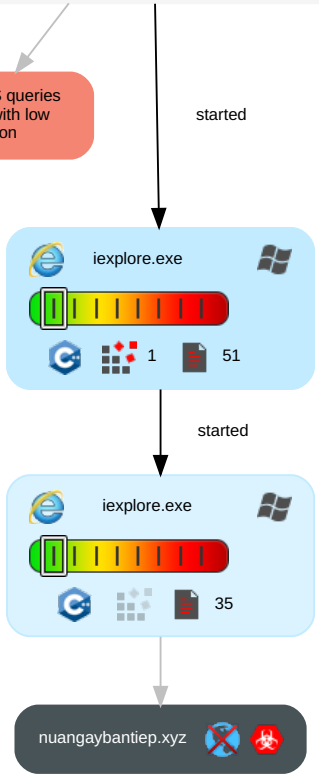 queries
with low
on
started
iexplore.exe
1
51
started
iexplore.exe
35
nuangaybantiep.xyz